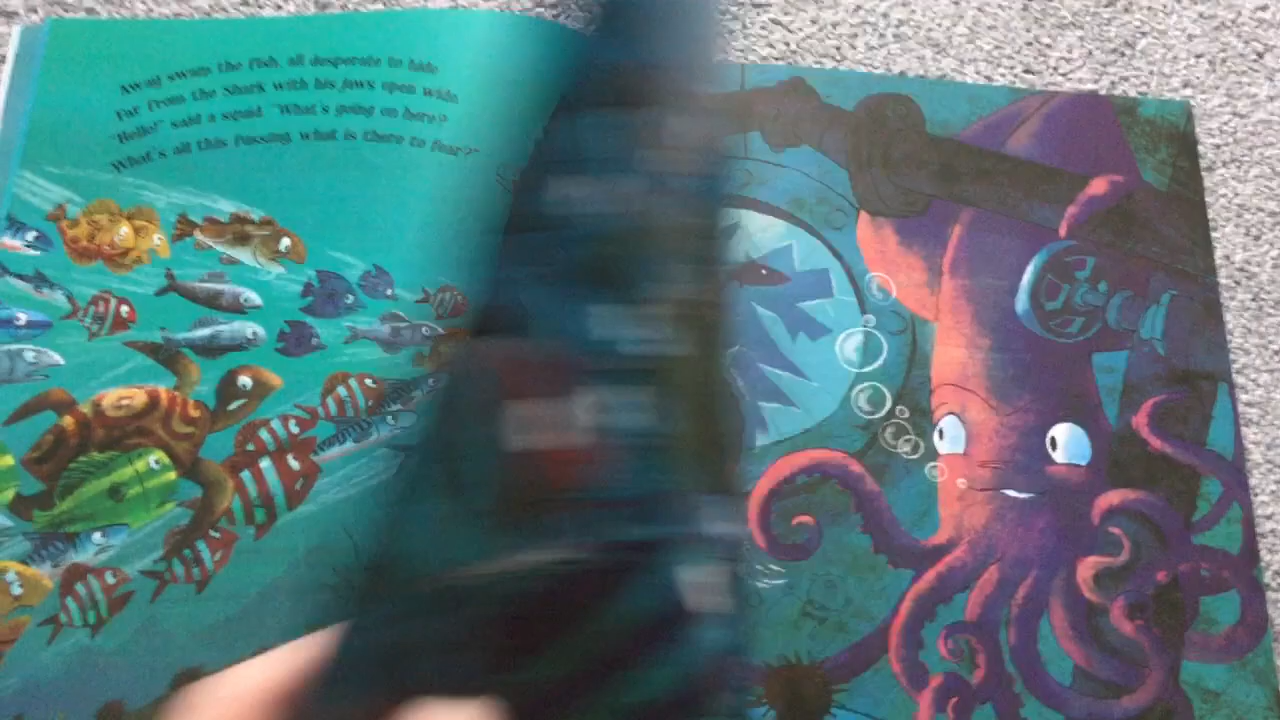 Away swam the fish, all desperate to hide
Far from the Shark with his jaws open wide
"Hello!" said a squid. "What's going on here?
What's all this fussing, what is there to fear?"